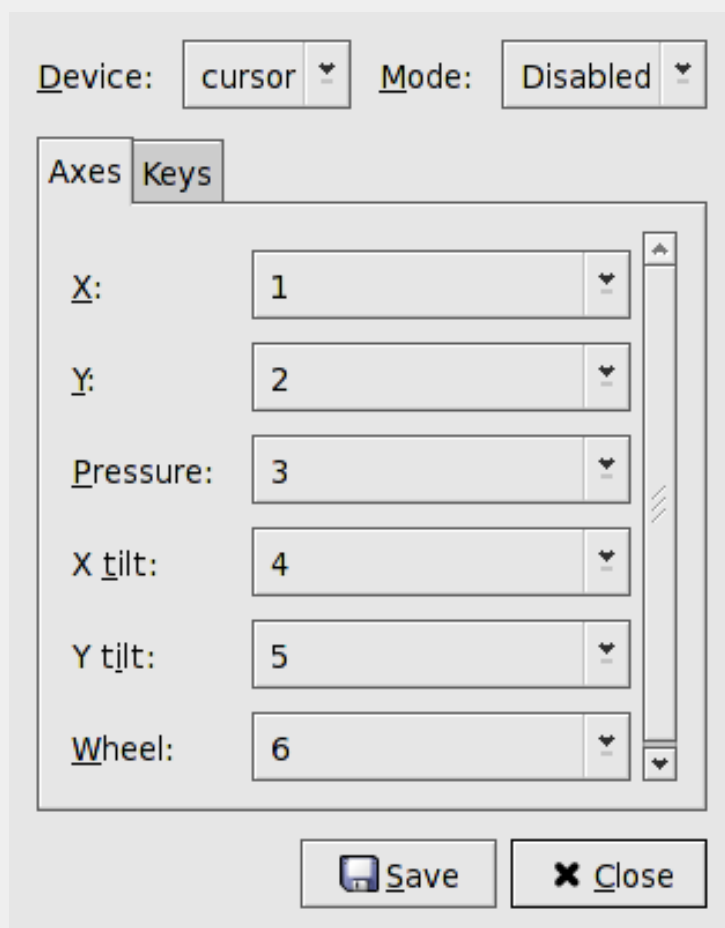 Device: cursor Mode: Disabled
Axes Keys
X: 1
Y: 2
Pressure: 3
X tilt: 4
Y tilt: 5
Wheel: 6
Save Close